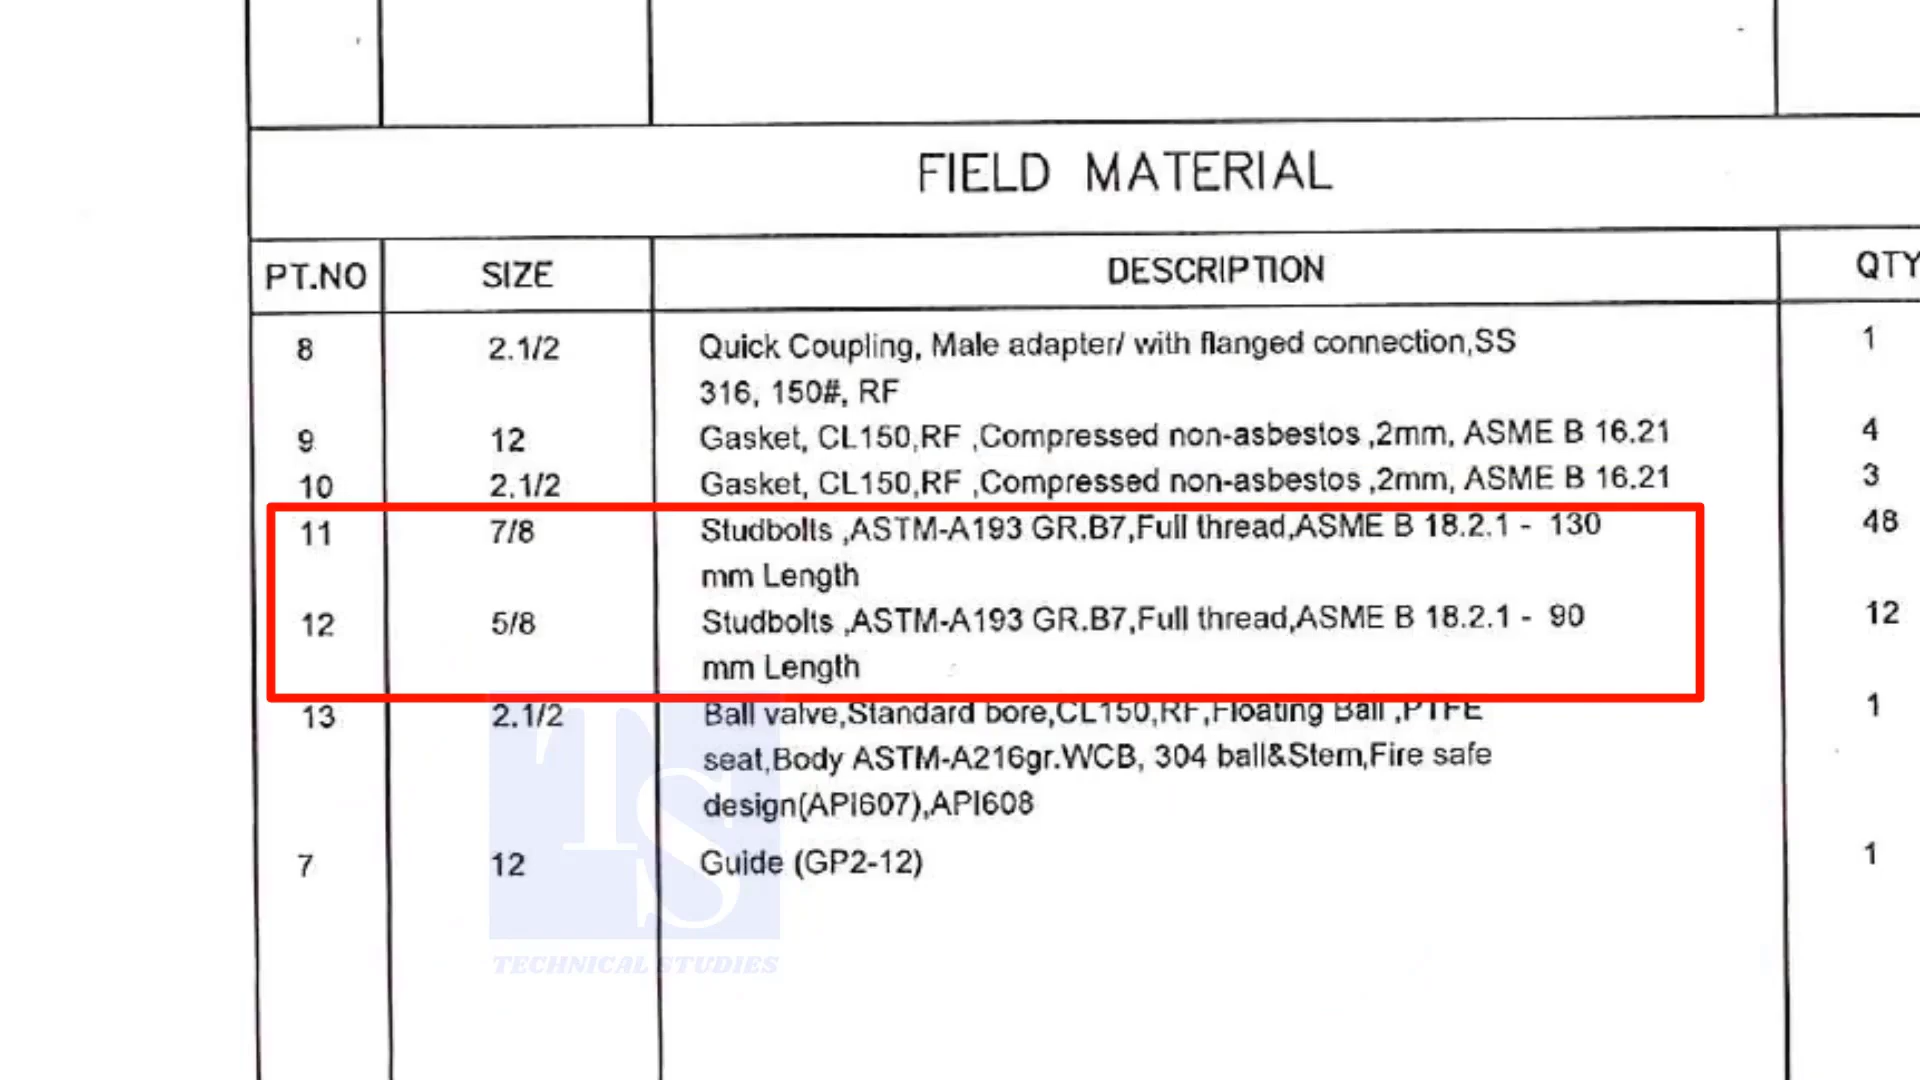 FIELD MATERIAL
PT.NO SIZE DESCRIPTION QTY
8 2.1/2 Quick Coupling, Male adapter/ with flanged connection,SS 1
316, 150#, RF
9 12 Gasket, CL150,RF ,Compressed non-asbestos ,2mm, ASME B 16.21 4
10 2.1/2 Gasket, CL150,RF ,Compressed non-asbestos ,2mm, ASME B 16.21 3
11 7/8 Studbolts ,ASTM-A193 GR.B7,Full thread,ASME B 18.2.1 - 130 48
mm Length
12 5/8 Studbolts ,ASTM-A193 GR.B7,Full thread,ASME B 18.2.1 - 90 12
mm Length
13 2.1/2 Ball valve,Standard bore,CL150,RF,Floating Ball ,PTFE 1
seat,Body ASTM-A216gr.WCB, 304 ball&Stem,Fire safe
design(API607),API608
7 12 Guide (GP2-12) 1
TS
TECHNICAL STUDIES